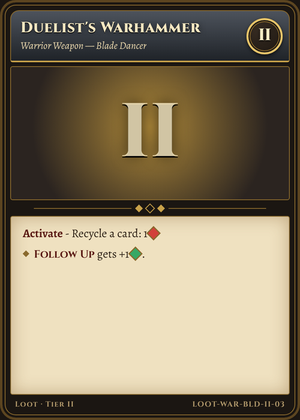 Duelist's Warhammer
II
Warrior Weapon — Blade Dancer
II
Activate - Recycle a card: 1
Follow Up gets +1.
Loot · Tier II
LOOT-WAR-BLD-II-03